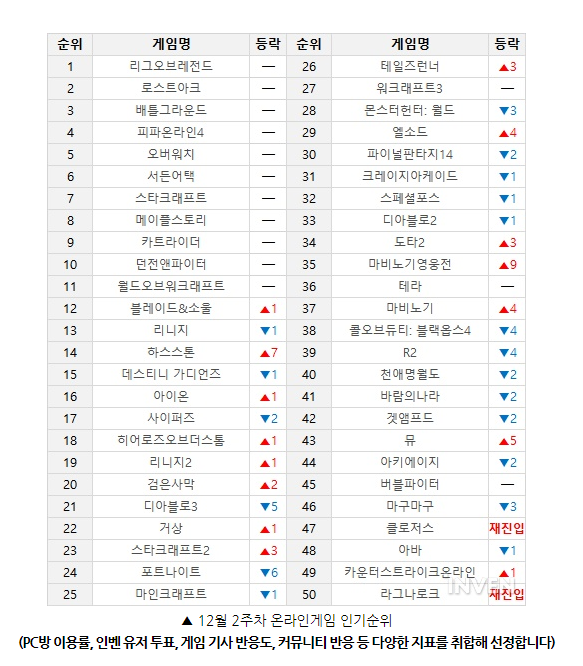 순위 게임명 등락 순위 게임명 등락
1 리그오브레전드 — 26 테일즈런너 ▲3
2 로스트아크 — 27 워크래프트3 —
3 배틀그라운드 — 28 몬스터헌터: 월드 ▼3
4 피파온라인4 — 29 엘소드 ▲4
5 오버워치 — 30 파이널판타지14 ▼2
6 서든어택 — 31 크레이지아케이드 ▼1
7 스타크래프트 — 32 스페셜포스 ▼1
8 메이플스토리 — 33 디아블로2 ▼1
9 카트라이더 — 34 도타2 ▲3
10 던전앤파이터 — 35 마비노기영웅전 ▲9
11 월드오브워크래프트 — 36 테라 —
12 블레이드&소울 ▲1 37 마비노기 ▲4
13 리니지 ▼1 38 콜오브듀티: 블랙옵스4 ▼4
14 하스스톤 ▲7 39 R2 ▼4
15 데스티니 가디언즈 ▼1 40 천애명월도 ▼2
16 아이온 ▲1 41 바람의나라 ▼2
17 사이퍼즈 ▼2 42 겟앰프드 ▼2
18 히어로즈오브더스톰 ▲1 43 뮤 ▲5
19 리니지2 ▲1 44 아키에이지 ▼2
20 검은사막 ▲2 45 버블파이터 —
21 디아블로3 ▼5 46 마구마구 ▼3
22 거상 ▲1 47 클로저스 재진입
23 스타크래프트2 ▲3 48 아바 ▼1
24 포트나이트 ▼6 49 카운터스트라이크온라인 ▲1
25 마인크래프트 ▼1 50 라그나로크 재진입
INVEN
▲ 12월 2주차 온라인게임 인기순위
(PC방 이용률, 인벤 유저 투표, 게임 기사 반응도, 커뮤니티 반응 등 다양한 지표를 취합해 선정합니다)